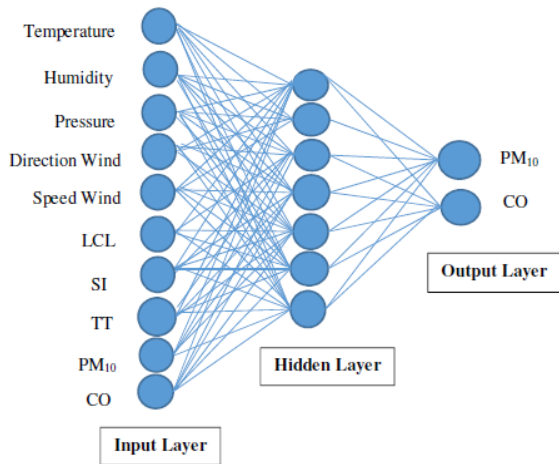 Temperature
Humidity
Pressure
Direction Wind
Speed Wind
LCL
SI
TT
PM₁₀
CO
Input Layer
Hidden Layer
PM₁₀
CO
Output Layer